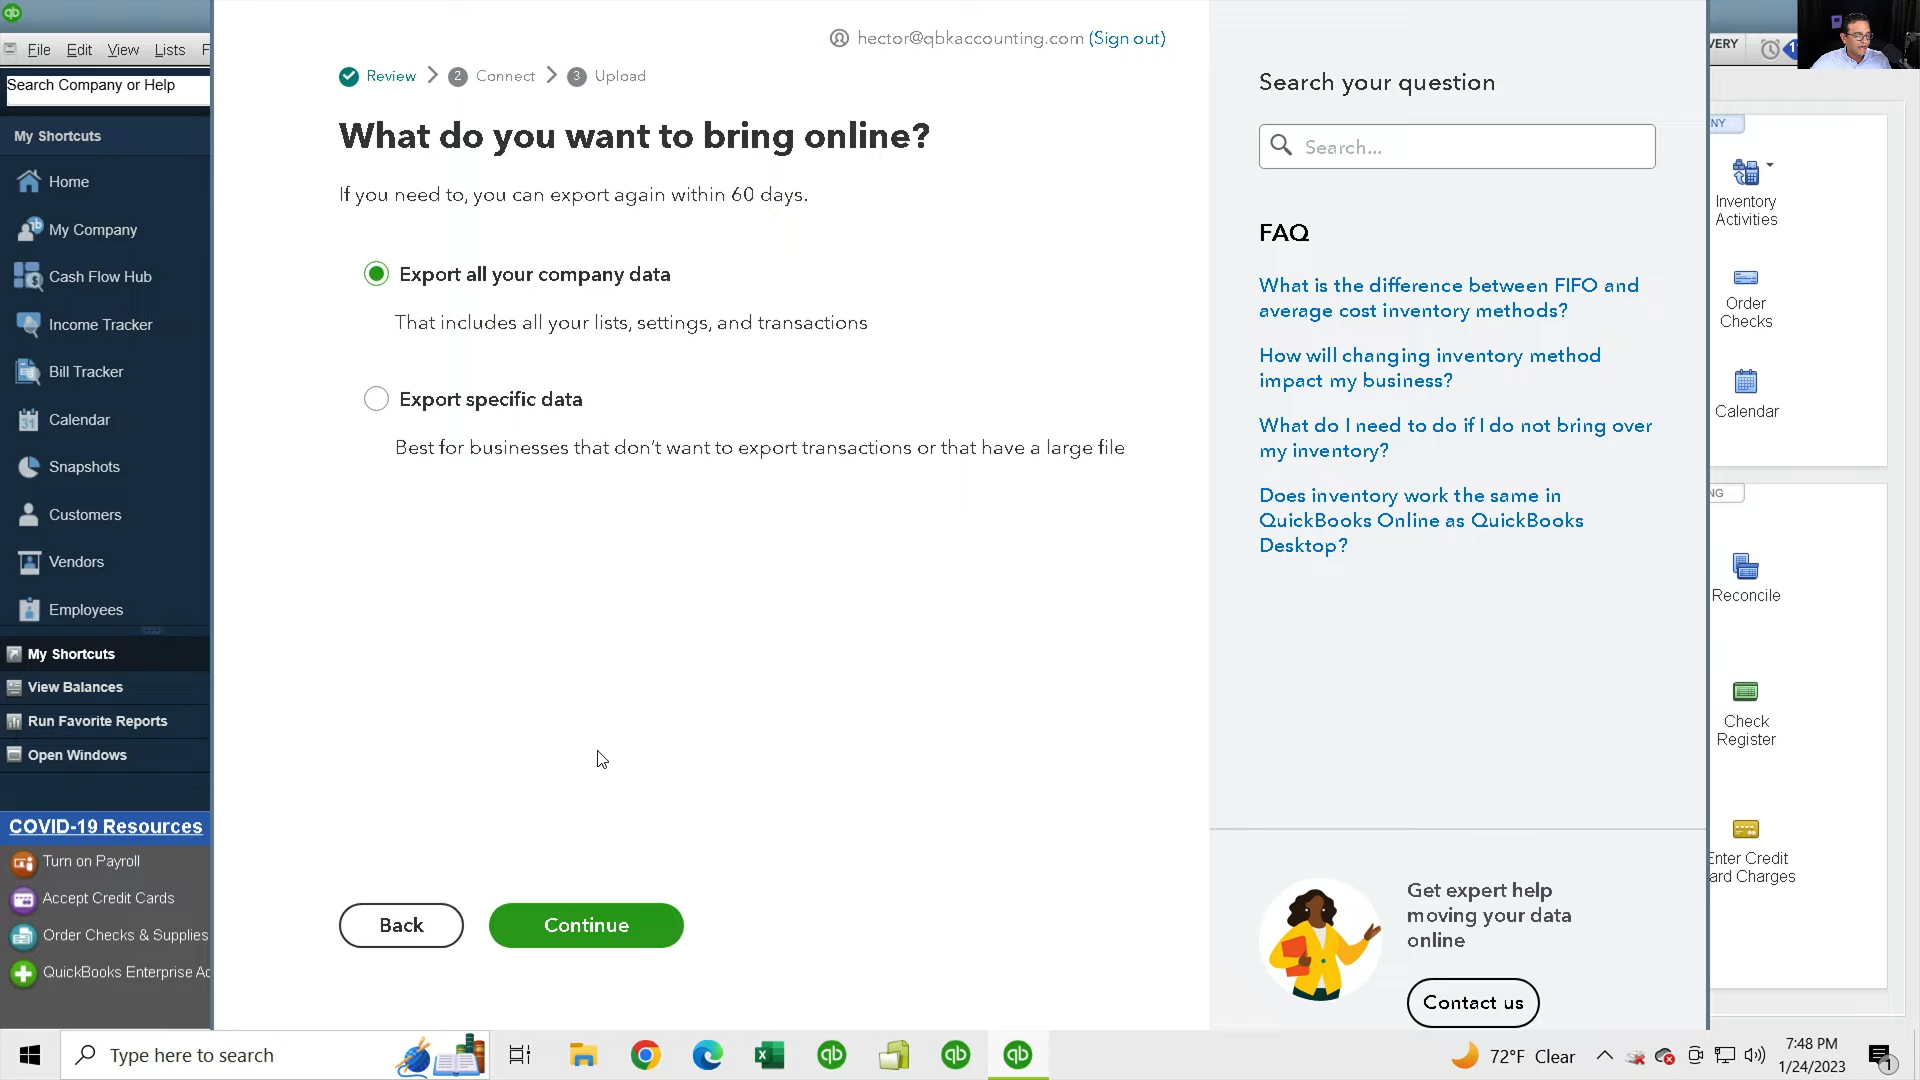 File Edit View Lists
Search Company or Help
My Shortcuts
Home
My Company
Cash Flow Hub
Income Tracker
Bill Tracker
Calendar
Snapshots
Customers
Vendors
Employees
My Shortcuts
View Balances
Run Favorite Reports
Open Windows
COVID-19 Resources
Turn on Payroll
Accept Credit Cards
Order Checks & Supplies
QuickBooks Enterprise Ac
hector@qbkaccounting.com (Sign out)
Review 2 Connect 3 Upload
What do you want to bring online?
If you need to, you can export again within 60 days.
Export all your company data
That includes all your lists, settings, and transactions
Export specific data
Best for businesses that don't want to export transactions or that have a large file
Back Continue
Search your question
Search...
FAQ
What is the difference between FIFO and
average cost inventory methods?
How will changing inventory method
impact my business?
What do I need to do if I do not bring over
my inventory?
Does inventory work the same in
QuickBooks Online as QuickBooks
Desktop?
Get expert help
moving your data
online
Contact us
VERY
NY
Inventory
Activities
Order
Checks
Calendar
NG
Reconcile
Check
Register
Enter Credit
ard Charges
Type here to search
72°F Clear
7:48 PM
1/24/2023
1